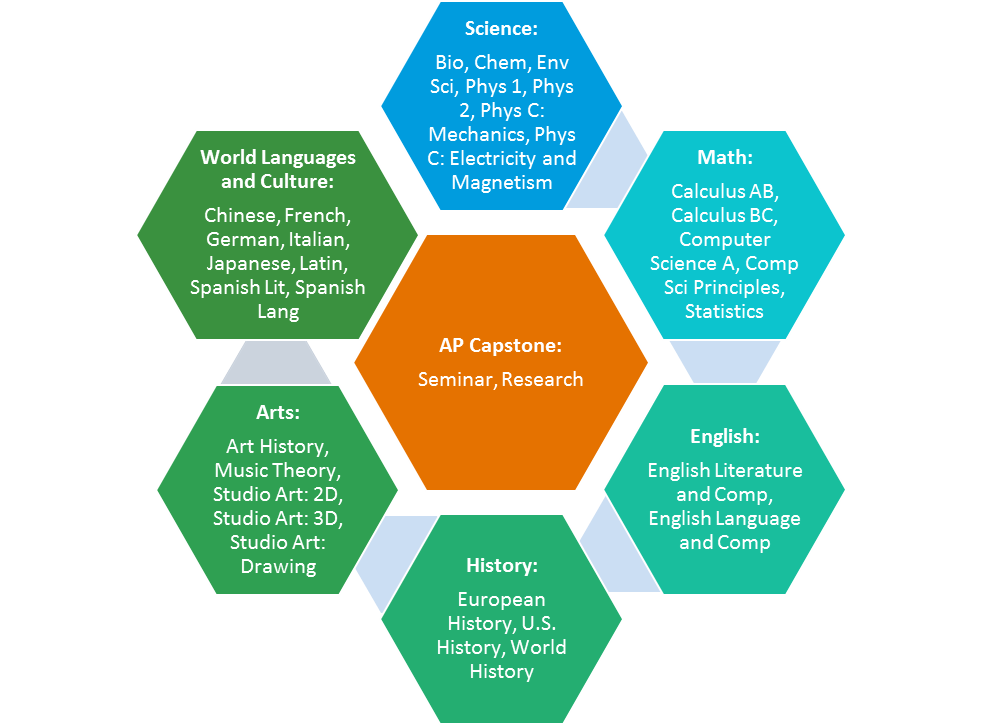 Science:
Bio, Chem, Env
Sci, Phys 1, Phys
2, Phys C:
Mechanics, Phys
C: Electricity and
Magnetism
World Languages
and Culture:
Chinese, French,
German, Italian,
Japanese, Latin,
Spanish Lit, Spanish
Lang
Math:
Calculus AB,
Calculus BC,
Computer
Science A, Comp
Sci Principles,
Statistics
AP Capstone:
Seminar, Research
Arts:
Art History,
Music Theory,
Studio Art: 2D,
Studio Art: 3D,
Studio Art:
Drawing
English:
English Literature
and Comp,
English Language
and Comp
History:
European
History, U.S.
History, World
History